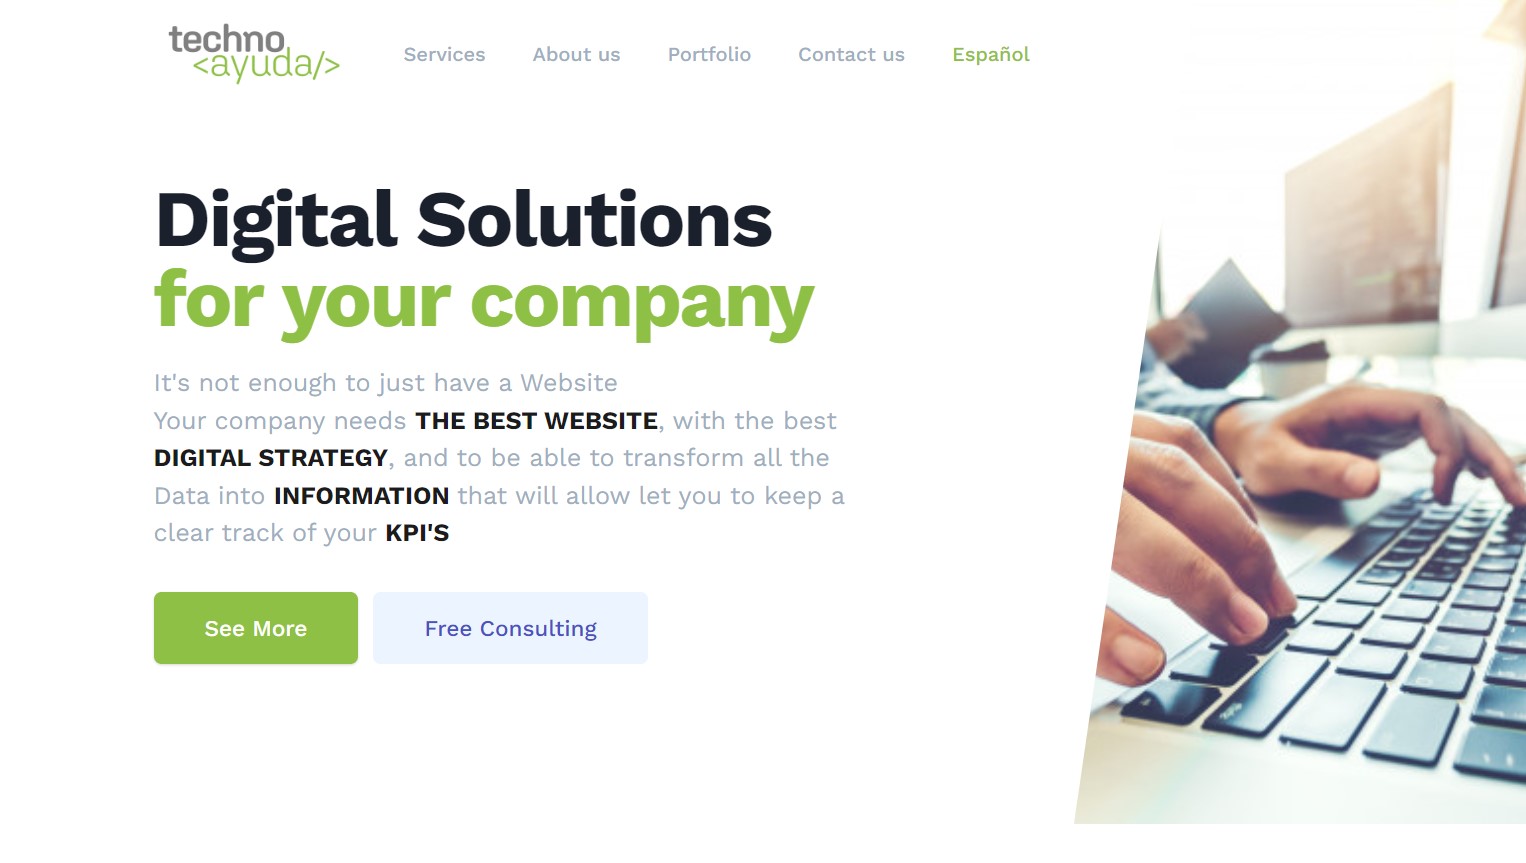 techno
<ayuda/>
Services
About us
Portfolio
Contact us
Español
Digital Solutions
for your company
It's not enough to just have a Website
Your company needs THE BEST WEBSITE, with the best
DIGITAL STRATEGY, and to be able to transform all the
Data into INFORMATION that will allow let you to keep a
clear track of your KPI'S
See More
Free Consulting